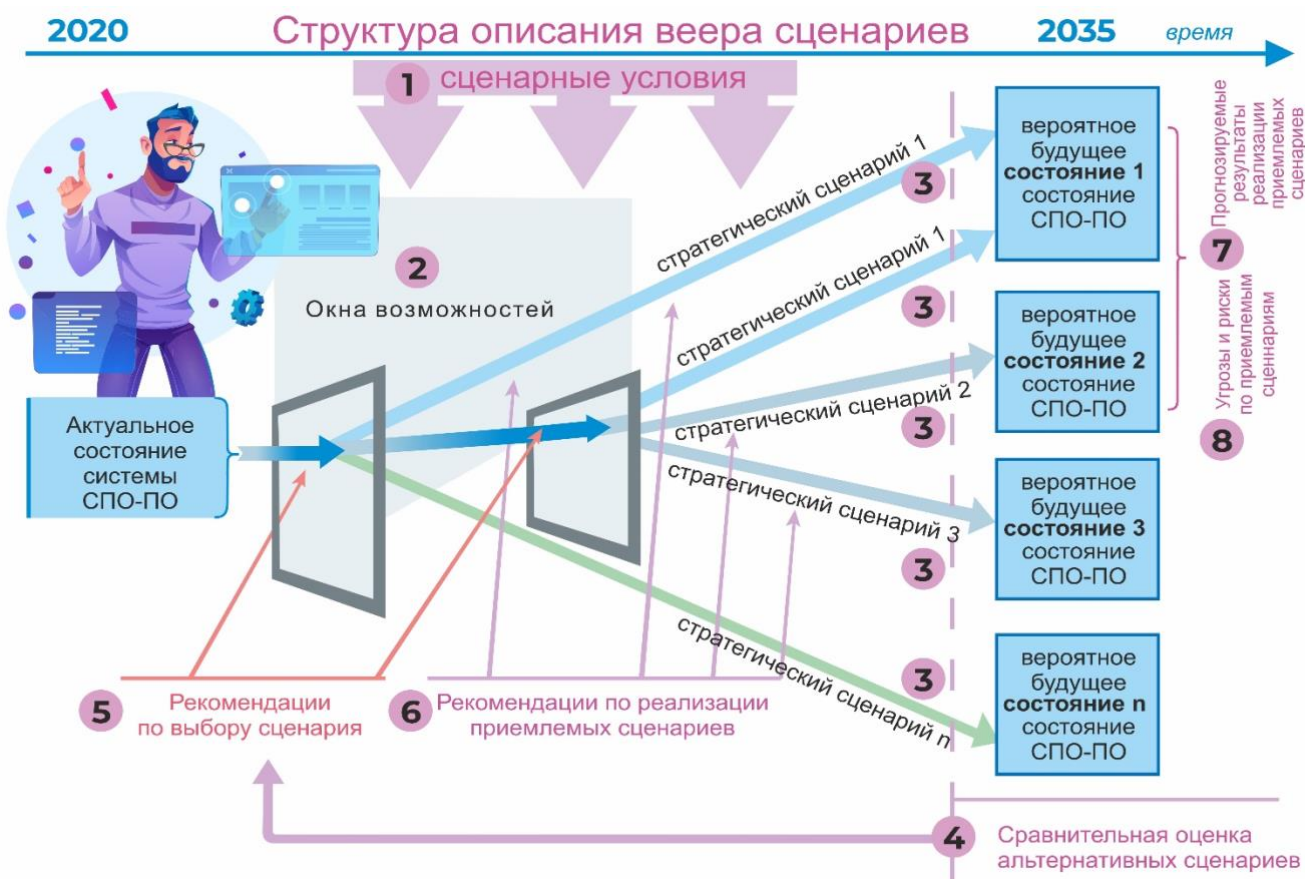 2020
Структура описания веера сценариев
2035
время
1
сценарные условия
2
Окна возможностей
Актуальное
состояние
системы
СПО-ПО
стратегический сценарий 1
3
стратегический сценарий 1
3
стратегический сценарий 2
3
стратегический сценарий 3
3
стратегический сценарий n
3
вероятное
будущее
состояние 1
состояние
СПО-ПО
вероятное
будущее
состояние 2
состояние
СПО-ПО
вероятное
будущее
состояние 3
состояние
СПО-ПО
вероятное
будущее
состояние n
состояние
СПО-ПО
7
Прогнозируемые
результаты
реализации
приемлемых
сценариев
8
Угрозы и риски
по приемлемым
сценнариям
5
Рекомендации
по выбору сценария
6
Рекомендации по реализации
приемлемых сценариев
4
Сравнительная оценка
альтернативных сценариев